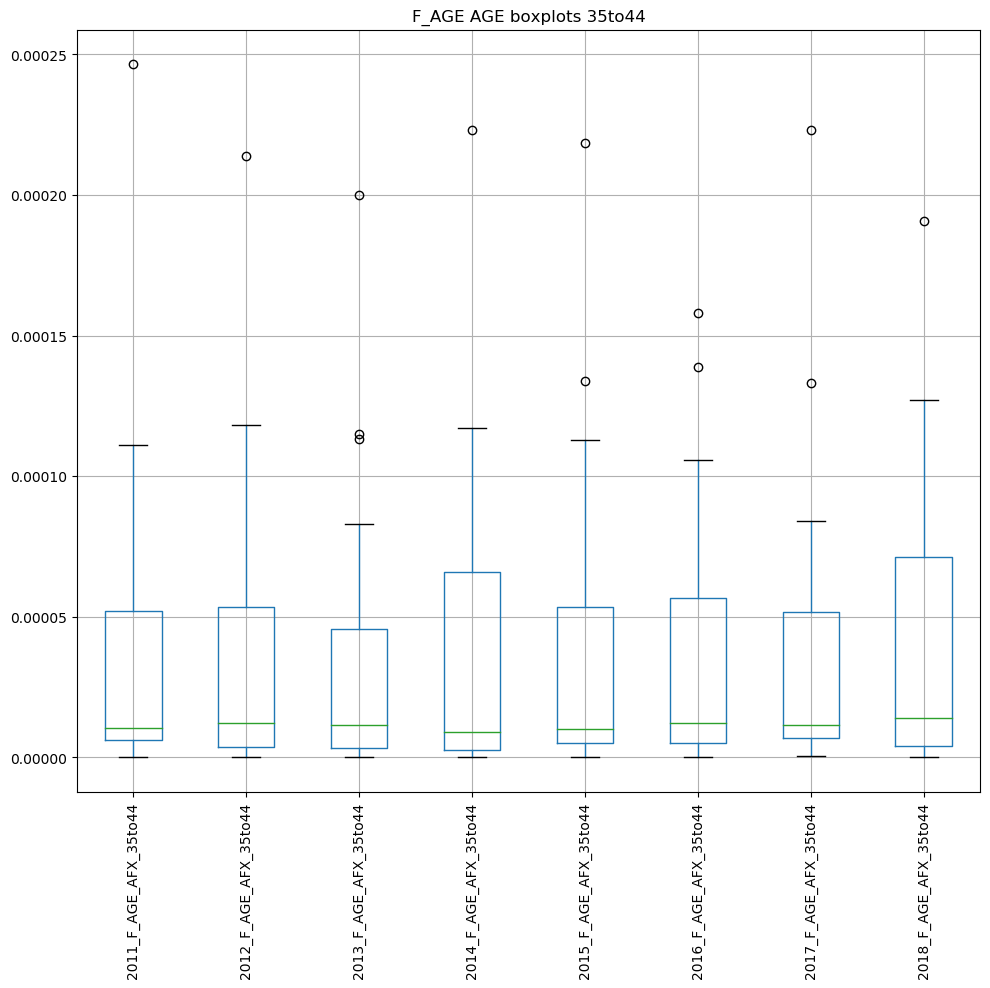 F_AGE AGE boxplots 35to44
0.00025
0.00020
0.00015
0.00010
0.00005
0.00000
2011_F_AGE_AFX_35to44
2012_F_AGE_AFX_35to44
2013_F_AGE_AFX_35to44
2014_F_AGE_AFX_35to44
2015_F_AGE_AFX_35to44
2016_F_AGE_AFX_35to44
2017_F_AGE_AFX_35to44
2018_F_AGE_AFX_35to44